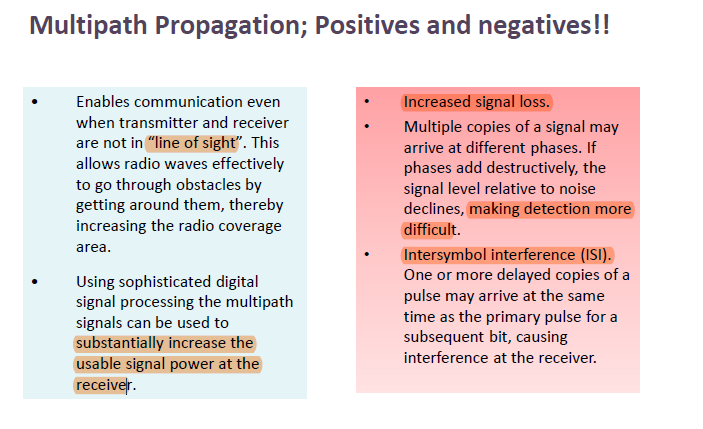 Multipath Propagation; Positives and negatives!!
• Enables communication even
when transmitter and receiver
are not in “line of sight”. This
allows radio waves effectively
to go through obstacles by
getting around them, thereby
increasing the radio coverage
area.
• Using sophisticated digital
signal processing the multipath
signals can be used to
substantially increase the
usable signal power at the
receiver.
• Increased signal loss.
• Multiple copies of a signal may
arrive at different phases. If
phases add destructively, the
signal level relative to noise
declines, making detection more
difficult.
• Intersymbol interference (ISI).
One or more delayed copies of a
pulse may arrive at the same
time as the primary pulse for a
subsequent bit, causing
interference at the receiver.